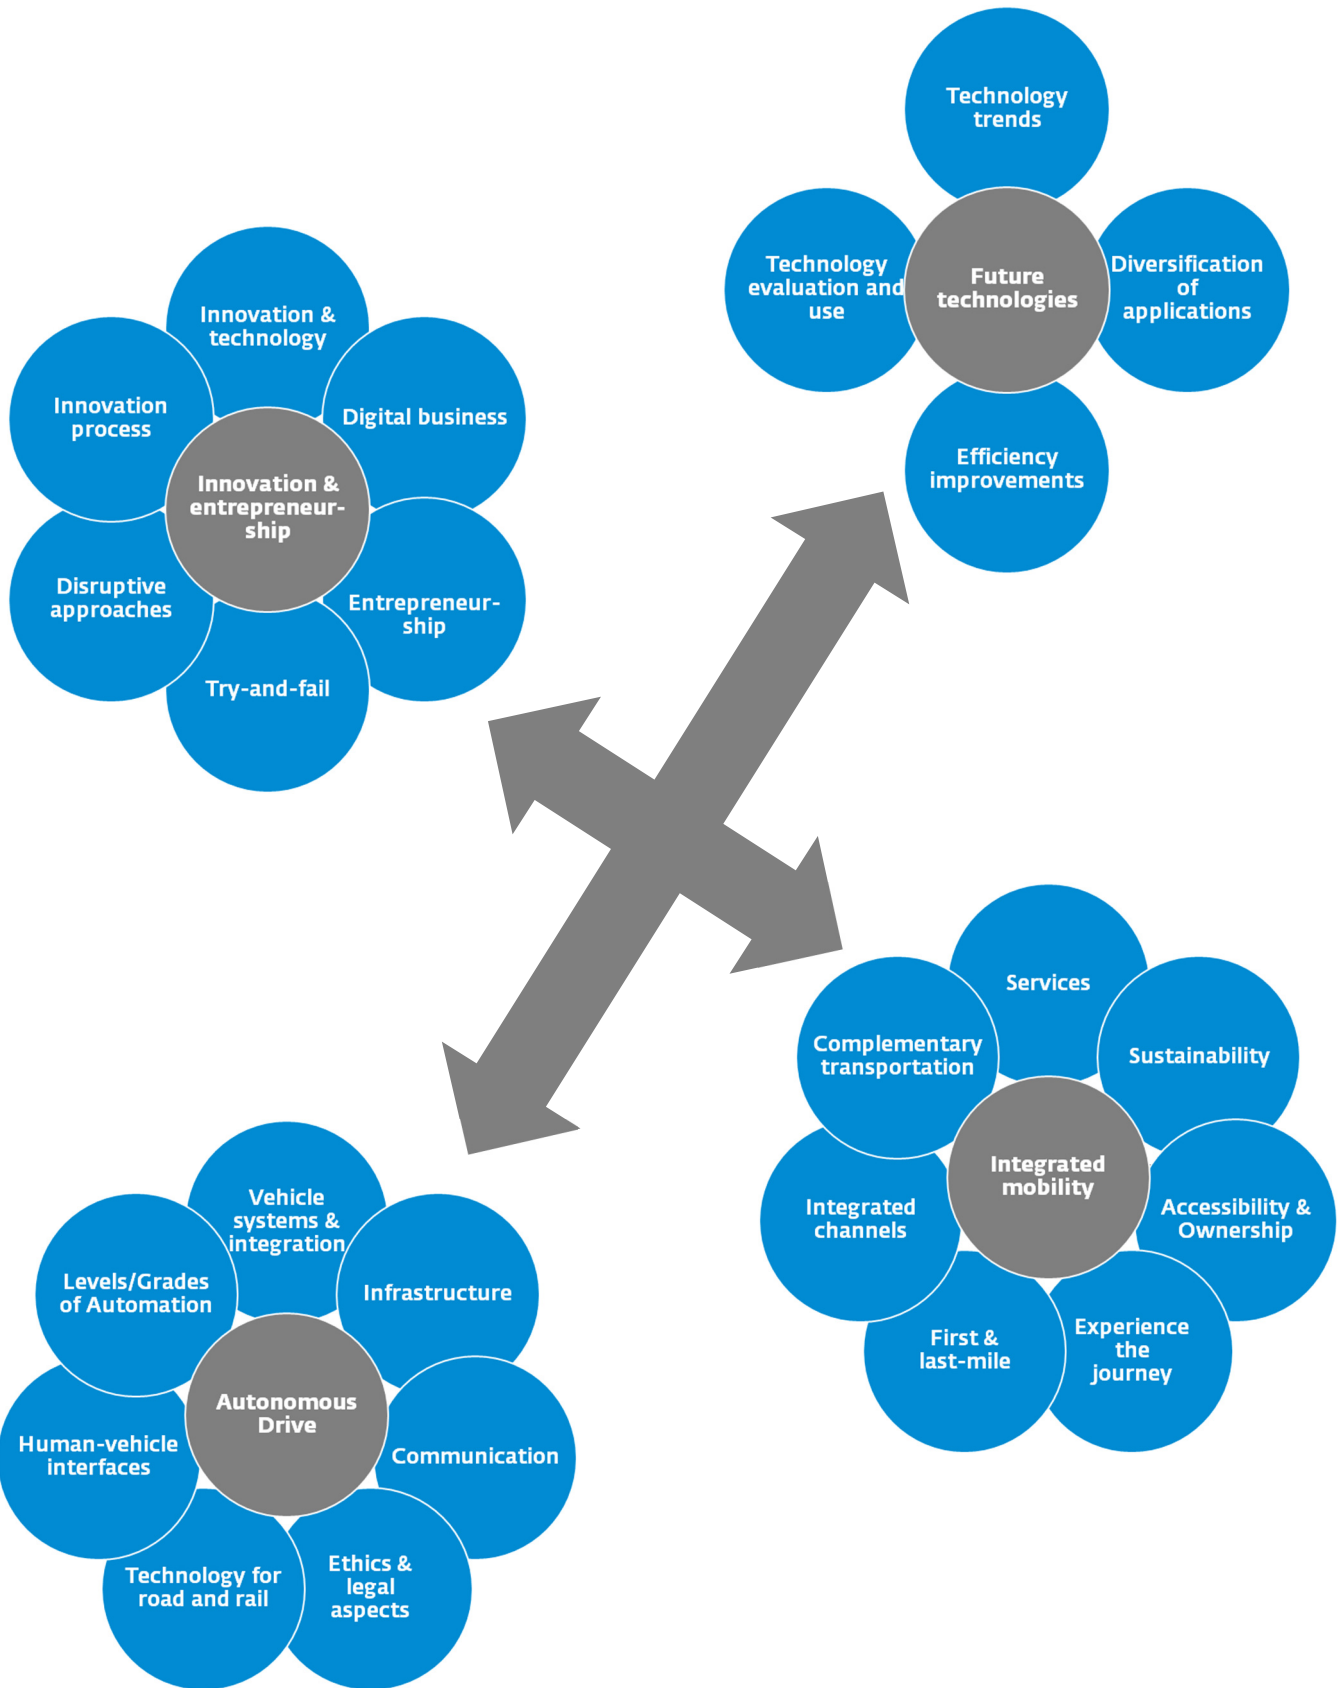 Technology
trends
Technology
evaluation and
use
Future
technologies
Diversification
of
applications
Efficiency
improvements
Innovation &
technology
Innovation
process
Digital business
Innovation &
entrepreneur-
ship
Disruptive
approaches
Entrepreneur-
ship
Try-and-fail
Services
Complementary
transportation
Sustainability
Integrated
mobility
Integrated
channels
Accessibility &
Ownership
First &
last-mile
Experience
the
journey
Vehicle
systems &
integration
Levels/Grades
of Automation
Infrastructure
Autonomous
Drive
Human-vehicle
interfaces
Communication
Technology for
road and rail
Ethics &
legal
aspects